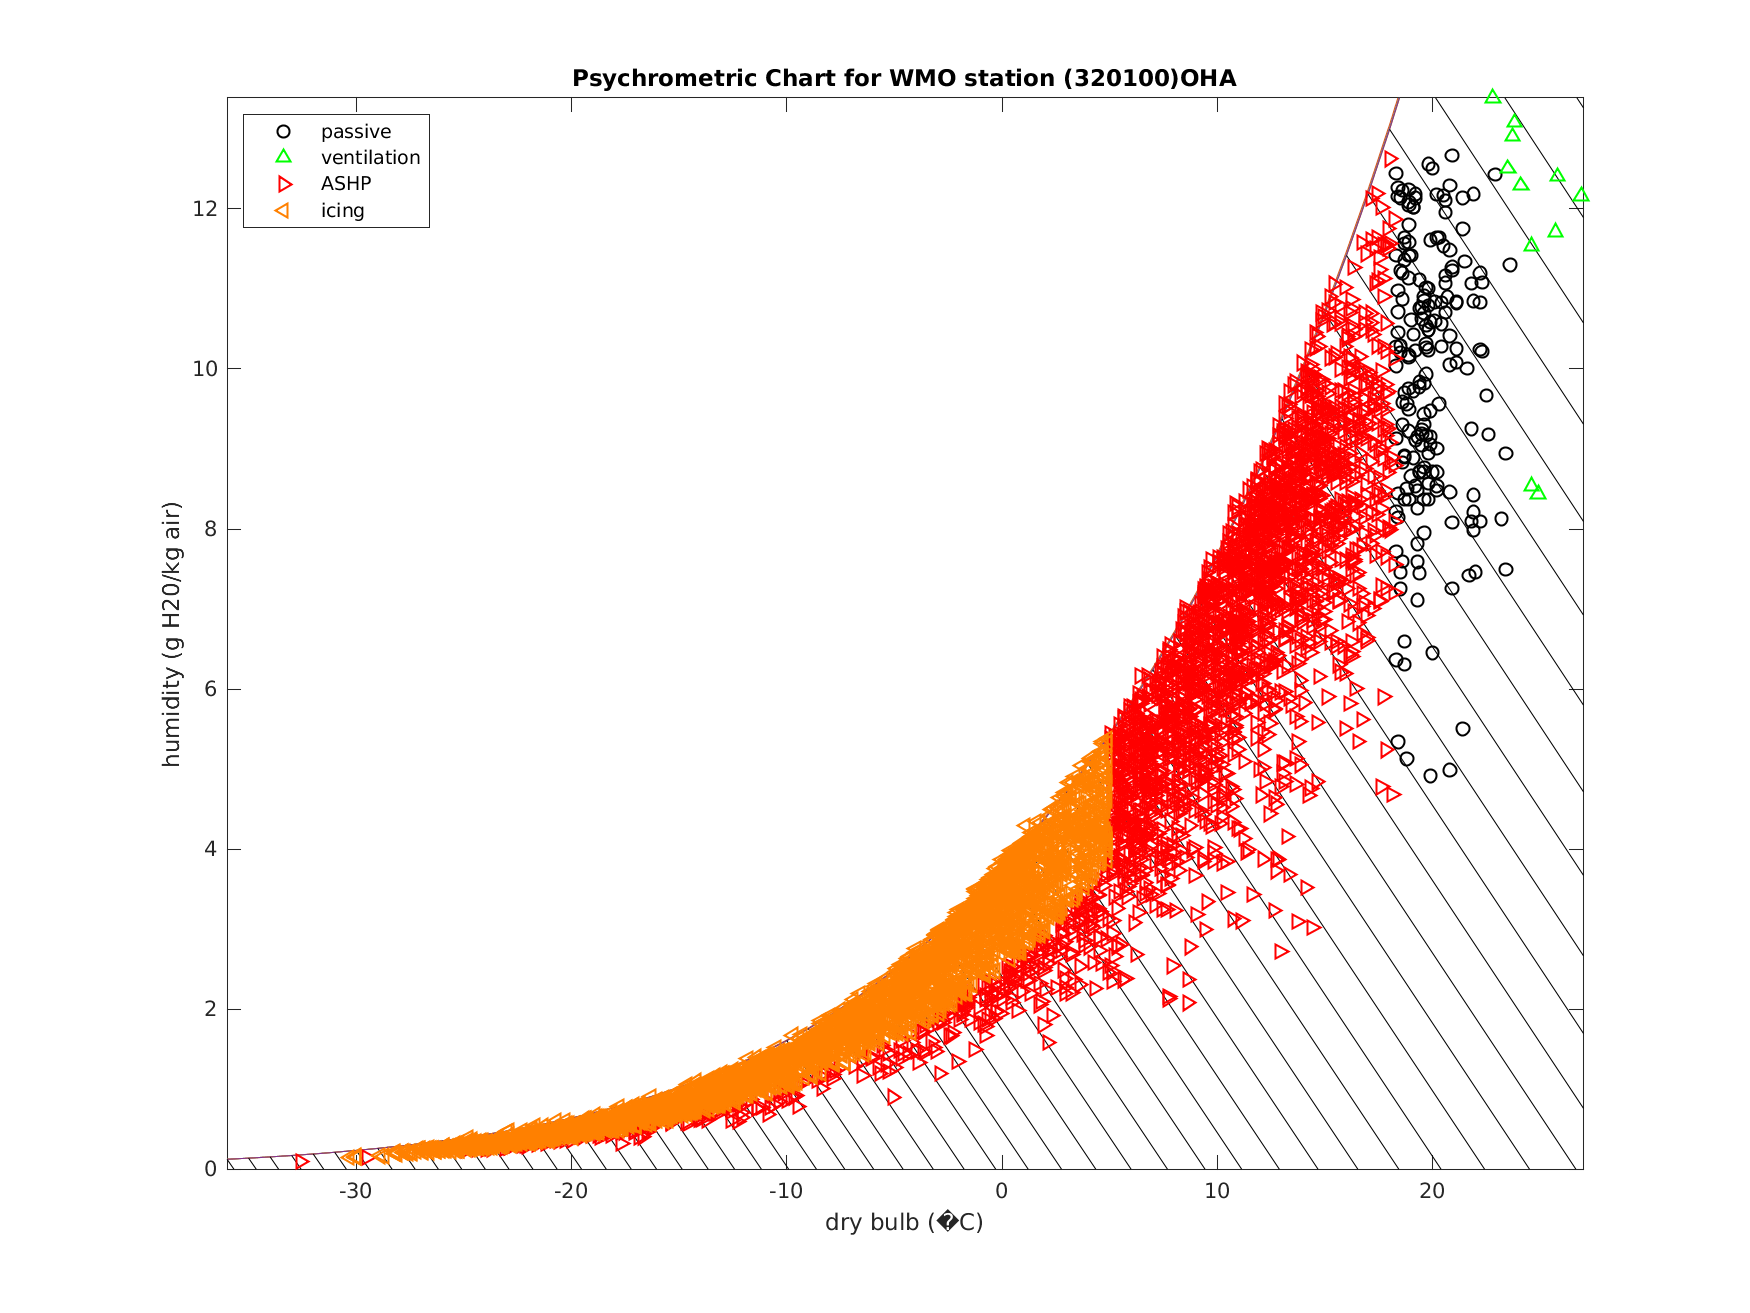 Psychrometric Chart for WMO station (320100)OHA
passive
ventilation
ASHP
icing
humidity (g H20/kg air)
12
10
8
6
4
2
0
-30 -20 -10 0 10 20
dry bulb (�C)